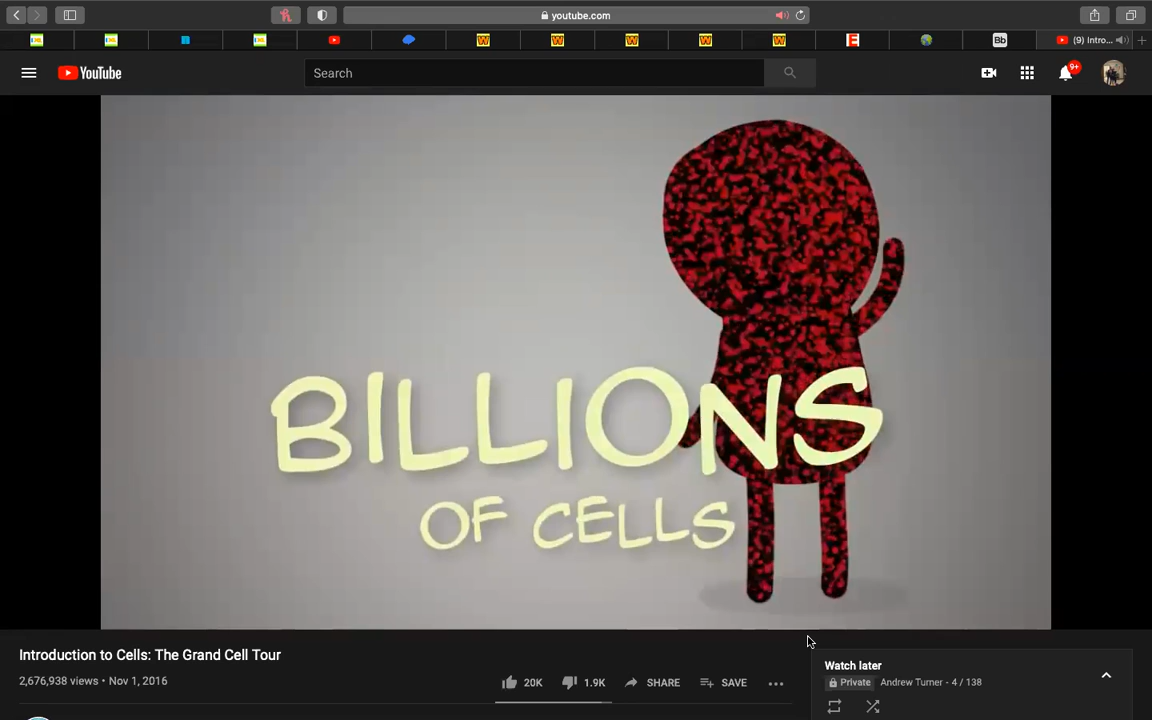 youtube.com
W
W
W
W
W
E
Bb
(9) Intro...
YouTube
Search
9+
BILLIONS
OF CELLS
Introduction to Cells: The Grand Cell Tour
2,676,938 views • Nov 1, 2016
20K
1.9K
SHARE
SAVE
Watch later
Private Andrew Turner - 4 / 138